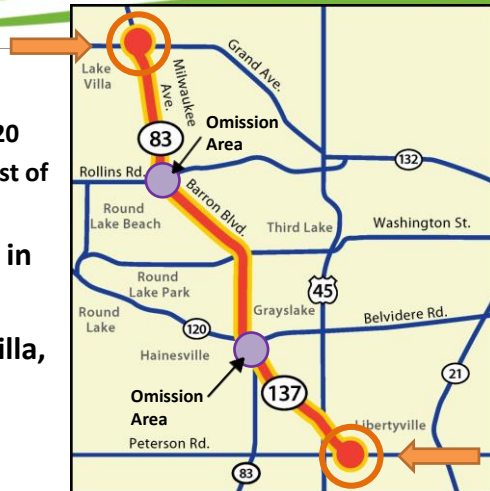 20
st of
in
illa,
Lake
Villa
Milwaukee
Ave.
Grand Ave.
83
Omission
Area
132
Rollins Rd.
Barron Blvd.
Round
Lake Beach
Third Lake
Washington St.
Round
Lake Park
45
Grayslake
Round
Lake
120
Belvidere Rd.
Hainesville
21
Omission
Area
137
Libertyville
Peterson Rd.
83